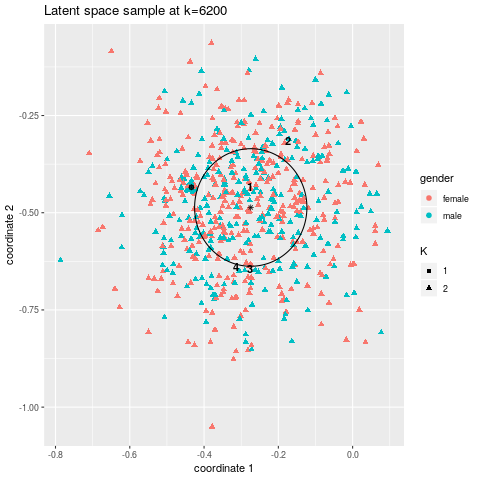 Latent space sample at k=6200
coordinate 2
-0.25
-0.50
-0.75
-1.00
2
1
4 3
-0.8 -0.6 -0.4 -0.2 0.0
coordinate 1
gender
female
male
K
1
2